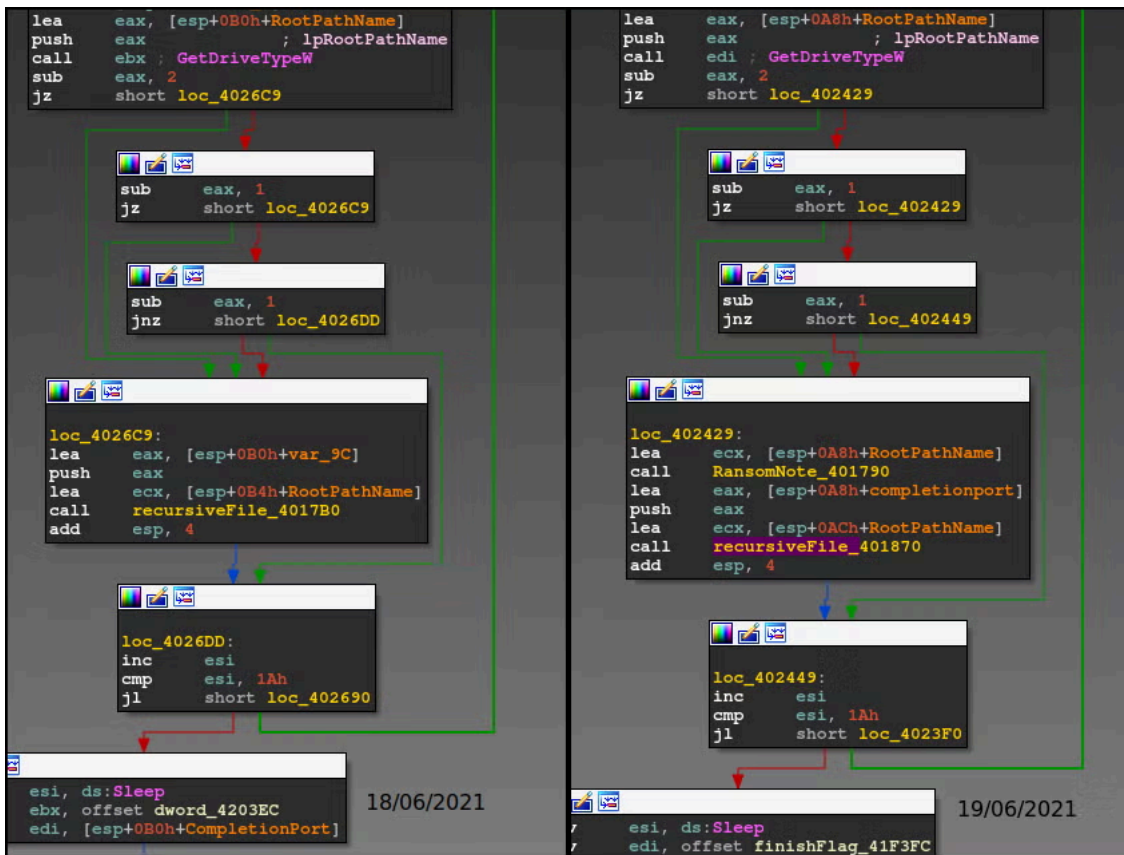 lea eax, [esp+0B0h+RootPathName]
push eax ; lpRootPathName
call ebx ; GetDriveTypeW
sub eax, 2
jz short loc_4026C9
sub eax, 1
jz short loc_4026C9
sub eax, 1
jnz short loc_4026DD
loc_4026C9:
lea eax, [esp+0B0h+var_9C]
push eax
lea ecx, [esp+0B4h+RootPathName]
call recursiveFile_4017B0
add esp, 4
loc_4026DD:
inc esi
cmp esi, 1Ah
jl short loc_402690
esi, ds:Sleep
ebx, offset dword_4203EC
edi, [esp+0B0h+CompletionPort]
18/06/2021
lea eax, [esp+0A8h+RootPathName]
push eax ; lpRootPathName
call edi ; GetDriveTypeW
sub eax, 2
jz short loc_402429
sub eax, 1
jz short loc_402429
sub eax, 1
jnz short loc_402449
loc_402429:
lea ecx, [esp+0A8h+RootPathName]
call RansomNote_401790
lea eax, [esp+0A8h+completionport]
push eax
lea ecx, [esp+0ACh+RootPathName]
call recursiveFile_401870
add esp, 4
loc_402449:
inc esi
cmp esi, 1Ah
jl short loc_4023F0
esi, ds:Sleep
edi, offset finishFlag_41F3FC
19/06/2021